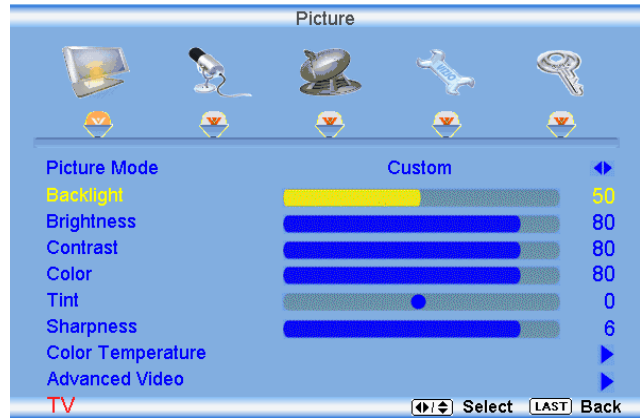 Picture
Picture Mode Custom
Backlight 50
Brightness 80
Contrast 80
Color 80
Tint 0
Sharpness 6
Color Temperature
Advanced Video
TV Select LAST Back